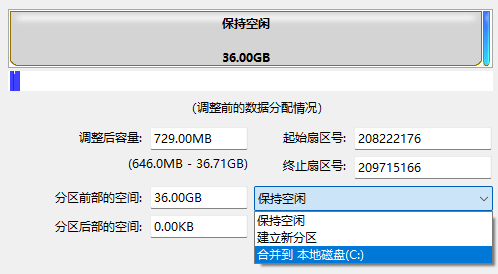 保持空闲
36.00GB
(调整前的数据分配情况)
调整后容量: 729.00MB 起始扇区号: 208222176
(646.0MB - 36.71GB) 终止扇区号: 209715166
分区前部的空间: 36.00GB 保持空闲
分区后部的空间: 0.00KB
保持空闲
建立新分区
合并到 本地磁盘(C:)